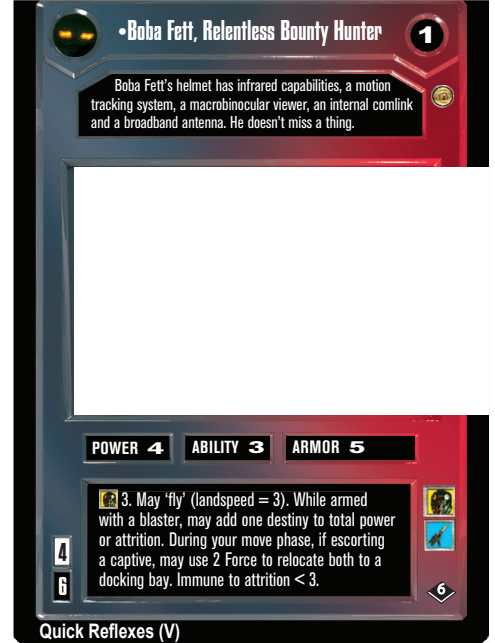 •Boba Fett, Relentless Bounty Hunter
1
Boba Fett's helmet has infrared capabilities, a motion
tracking system, a macrobinocular viewer, an internal comlink
and a broadband antenna. He doesn't miss a thing.
POWER 4 ABILITY 3 ARMOR 5
3. May 'fly' (landspeed = 3). While armed
with a blaster, may add one destiny to total power
or attrition. During your move phase, if escorting
a captive, may use 2 Force to relocate both to a
docking bay. Immune to attrition < 3.
4
6
6
Quick Reflexes (V)